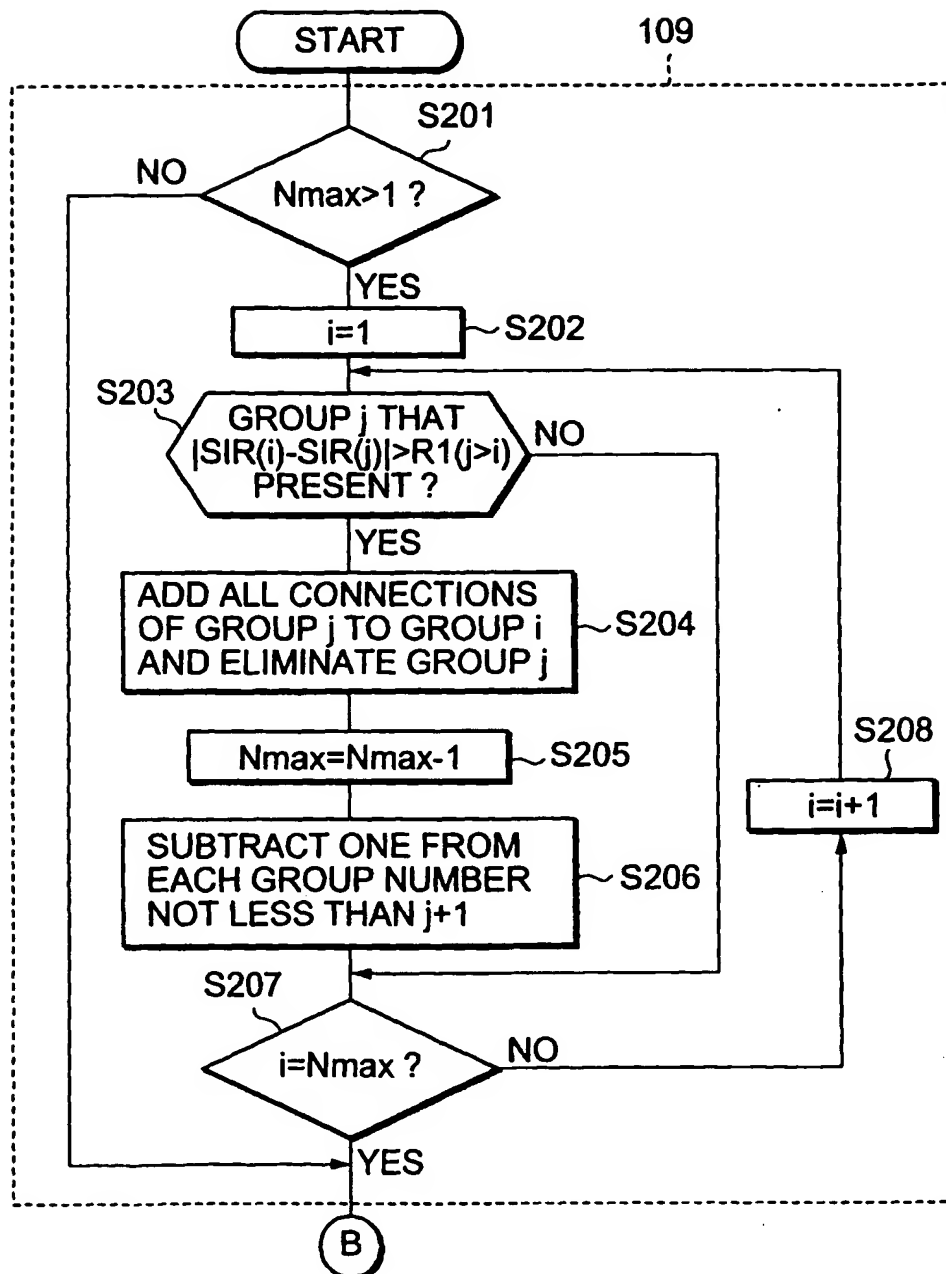 START
109
S201
NO
Nmax>1 ?
YES
i=1
S202
S203
GROUP j THAT
|SIR(i)-SIR(j)|>R1(j>i)
PRESENT ?
NO
YES
ADD ALL CONNECTIONS
OF GROUP j TO GROUP i
AND ELIMINATE GROUP j
S204
Nmax=Nmax-1
S205
S208
i=i+1
SUBTRACT ONE FROM
EACH GROUP NUMBER
NOT LESS THAN j+1
S206
S207
i=Nmax ?
NO
YES
B